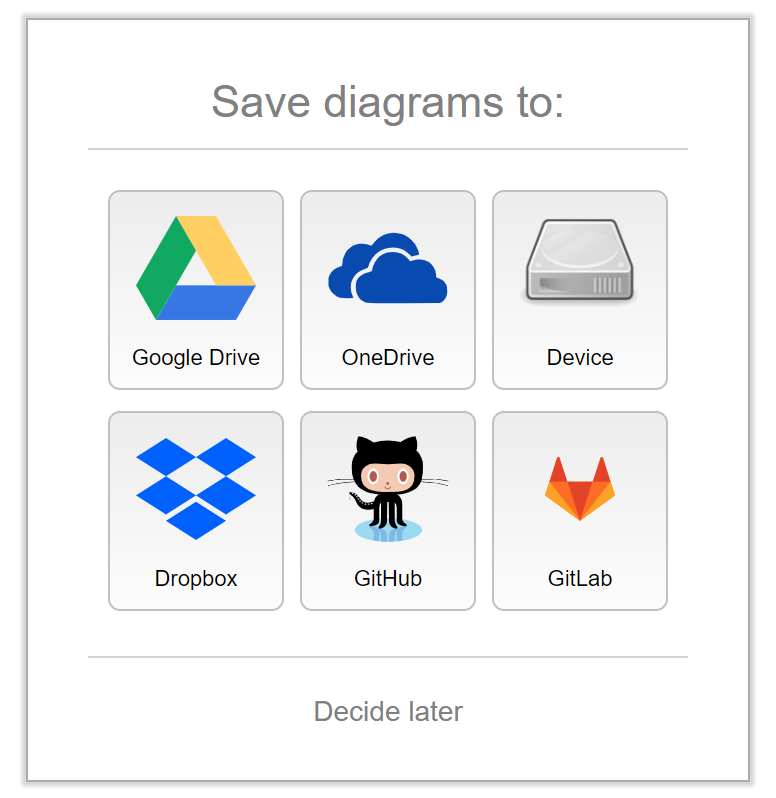 Save diagrams to:
Google Drive
OneDrive
Device
Dropbox
GitHub
GitLab
Decide later